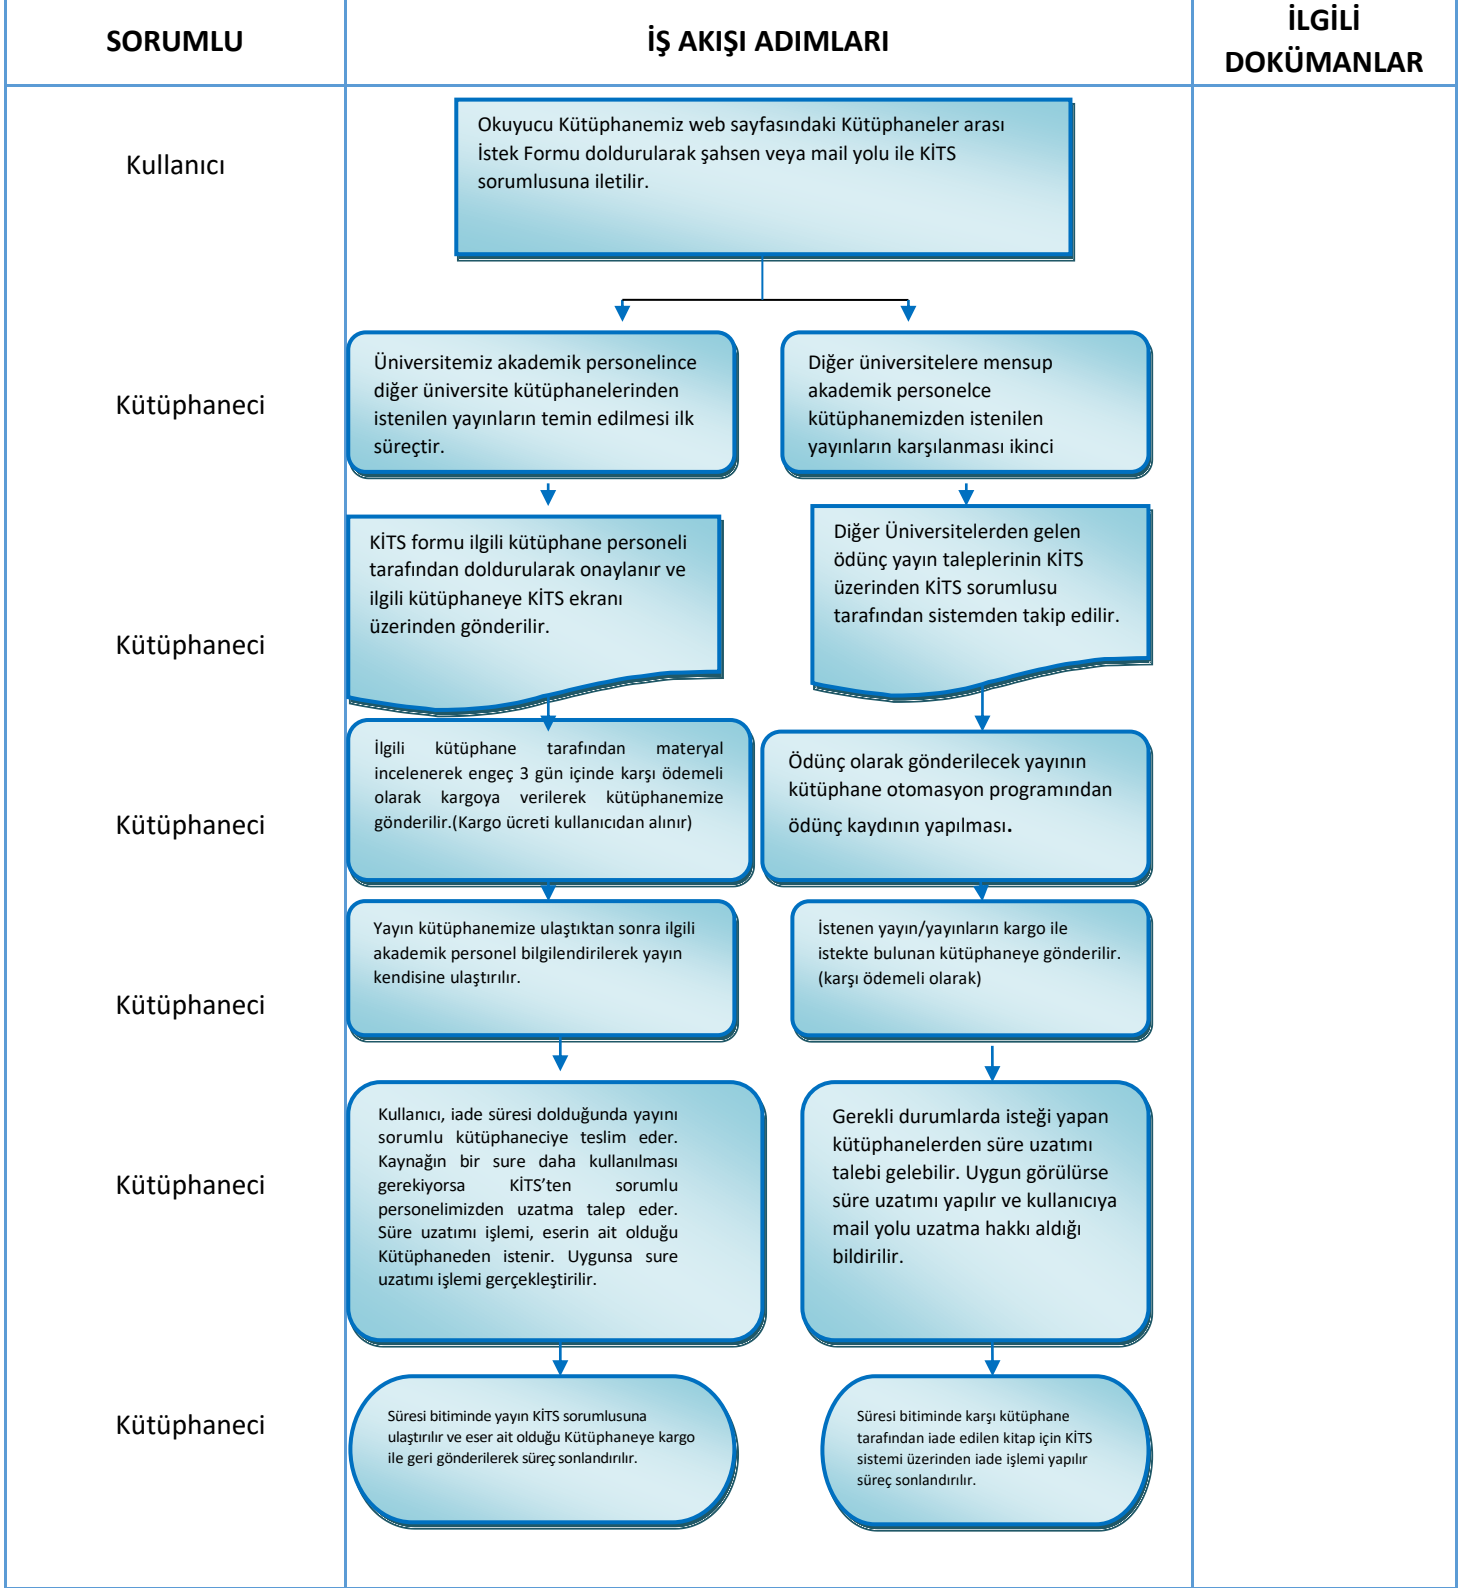 SORUMLU
İŞ AKIŞI ADIMLARI
İLGİLİ
DOKÜMANLAR
Kullanıcı
Okuyucu Kütüphanemiz web sayfasındaki Kütüphaneler arası
İstek Formu doldurularak şahsen veya mail yolu ile KİTS
sorumlusuna iletilir.
Kütüphaneci
Üniversitemiz akademik personelince
diğer üniversite kütüphanelerinden
istenilen yayınların temin edilmesi ilk
süreçtir.
Diğer üniversitelere mensup
akademik personelce
kütüphanemizden istenilen
yayınların karşılanması ikinci
Kütüphaneci
KİTS formu ilgili kütüphane personeli
tarafından doldurularak onaylanır ve
ilgili kütüphaneye KİTS ekranı
üzerinden gönderilir.
Diğer Üniversitelerden gelen
ödünç yayın taleplerinin KİTS
üzerinden KİTS sorumlusu
tarafından sistemden takip edilir.
Kütüphaneci
İlgili kütüphane tarafından materyal
incelenerek engeç 3 gün içinde karşı ödemeli
olarak kargoya verilerek kütüphanemize
gönderilir.(Kargo ücreti kullanıcıdan alınır)
Ödünç olarak gönderilecek yayının
kütüphane otomasyon programından
ödünç kaydının yapılması.
Kütüphaneci
Yayın kütüphanemize ulaştıktan sonra ilgili
akademik personel bilgilendirilerek yayın
kendisine ulaştırılır.
İstenen yayın/yayınların kargo ile
istekte bulunan kütüphaneye gönderilir.
(karşı ödemeli olarak)
Kütüphaneci
Kullanıcı, iade süresi dolduğunda yayını
sorumlu kütüphaneciye teslim eder.
Kaynağın bir sure daha kullanılması
gerekiyorsa KİTS’ten sorumlu
personelimizden uzatma talep eder.
Süre uzatımı işlemi, eserin ait olduğu
Kütüphaneden istenir. Uygunsa sure
uzatımı işlemi gerçekleştirilir.
Gerekli durumlarda isteği yapan
kütüphanelerden süre uzatımı
talebi gelebilir. Uygun görülürse
süre uzatımı yapılır ve kullanıcıya
mail yolu uzatma hakkı aldığı
bildirilir.
Kütüphaneci
Süresi bitiminde yayın KİTS sorumlusuna
ulaştırılır ve eser ait olduğu Kütüphaneye kargo
ile geri gönderilerek süreç sonlandırılır.
Süresi bitiminde karşı kütüphane
tarafından iade edilen kitap için KİTS
sistemi üzerinden iade işlemi yapılır
süreç sonlandırılır.